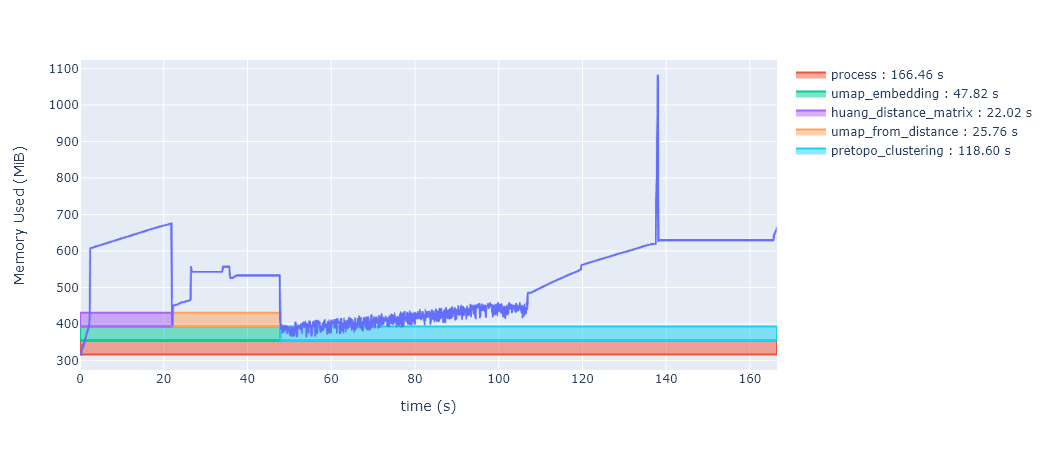 1100
1000
900
800
700
600
500
400
300
Memory Used (MiB)
0 20 40 60 80 100 120 140 160
time (s)
process : 166.46 s
umap_embedding : 47.82 s
huang_distance_matrix : 22.02 s
umap_from_distance : 25.76 s
pretopo_clustering : 118.60 s